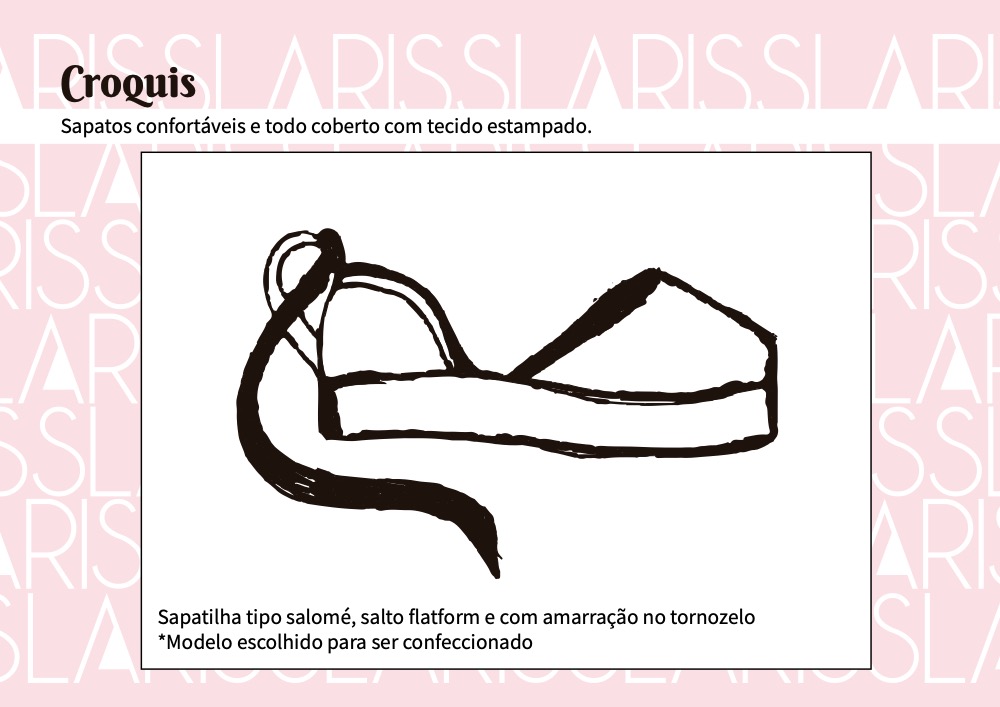 Croquis
Sapatos confortáveis e todo coberto com tecido estampado.
Sapatilha tipo salomé, salto flatform e com amarração no tornozelo
*Modelo escolhido para ser confeccionado